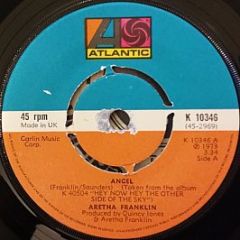 ATLANTIC
45 rpm
Made in UK
Carlin Music
Corp.
K 10346
(45-2969)
K 10346 A
℗ 1973
3.34
Side A
ANGEL
(Franklin/Saunders) (Taken from the album
K 40504 "HEY NOW HEY THE OTHER
SIDE OF THE SKY")
ARETHA FRANKLIN
Produced by Quincy Jones
& Aretha Franklin